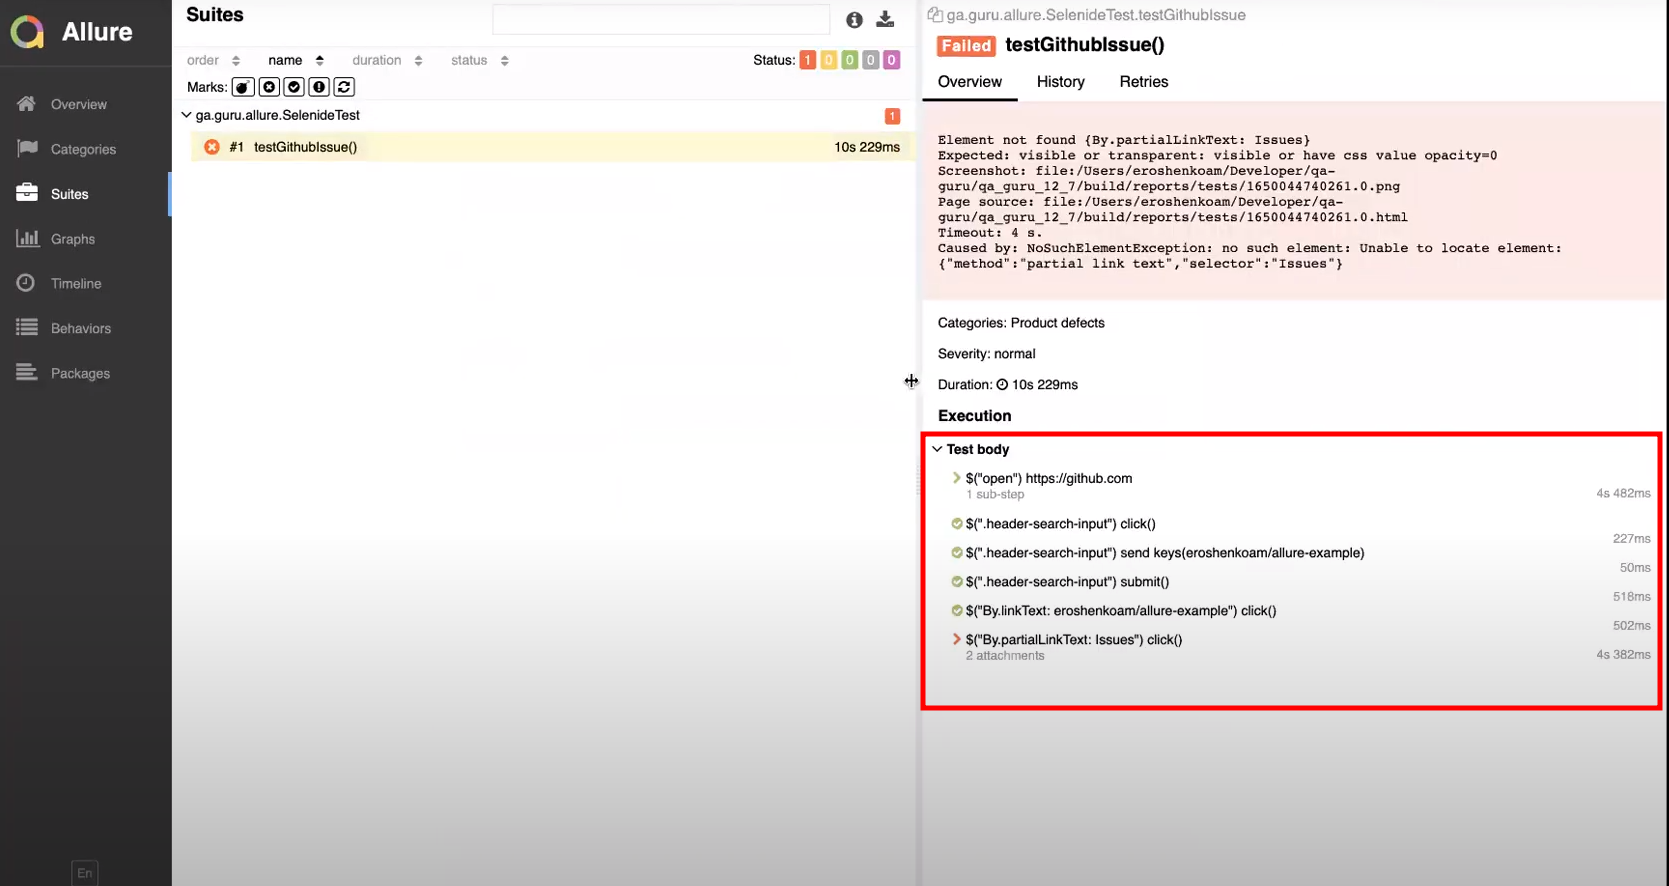 Allure
Overview
Categories
Suites
Graphs
Timeline
Behaviors
Packages
En
Suites
order name duration status
Status: 1 0 0 0 0
Marks:
ga.guru.allure.SelenideTest 1
#1 testGithubIssue() 10s 229ms
ga.guru.allure.SelenideTest.testGithubIssue
Failed testGithubIssue()
Overview History Retries
Element not found {By.partialLinkText: Issues}
Expected: visible or transparent: visible or have css value opacity=0
Screenshot: file:/Users/eroshenkoam/Developer/qa-
guru/qa_guru_12_7/build/reports/tests/1650044740261.0.png
Page source: file:/Users/eroshenkoam/Developer/qa-
guru/qa_guru_12_7/build/reports/tests/1650044740261.0.html
Timeout: 4 s.
Caused by: NoSuchElementException: no such element: Unable to locate element:
{"method":"partial link text","selector":"Issues"}
Categories: Product defects
Severity: normal
Duration: 10s 229ms
Execution
Test body
$("open") https://github.com
1 sub-step 4s 482ms
$(".header-search-input") click()
227ms
$(".header-search-input") send keys(eroshenkoam/allure-example)
50ms
$(".header-search-input") submit()
518ms
$("By.linkText: eroshenkoam/allure-example") click()
502ms
$("By.partialLinkText: Issues") click()
2 attachments 4s 382ms